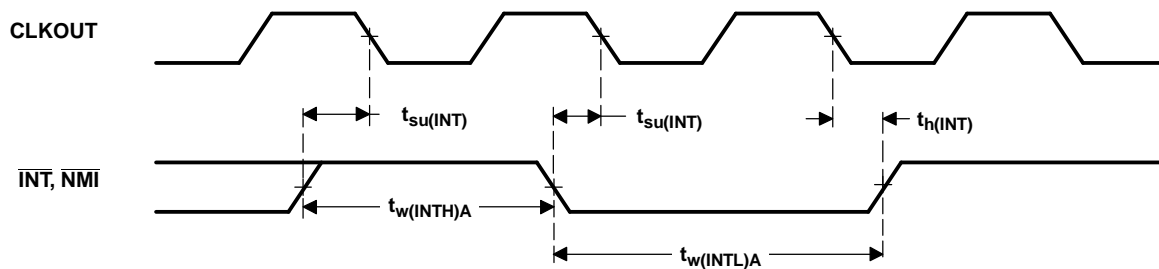 CLKOUT
tsu(INT)
tsu(INT)
th(INT)
INT, NMI
tw(INTH)A
tw(INTL)A